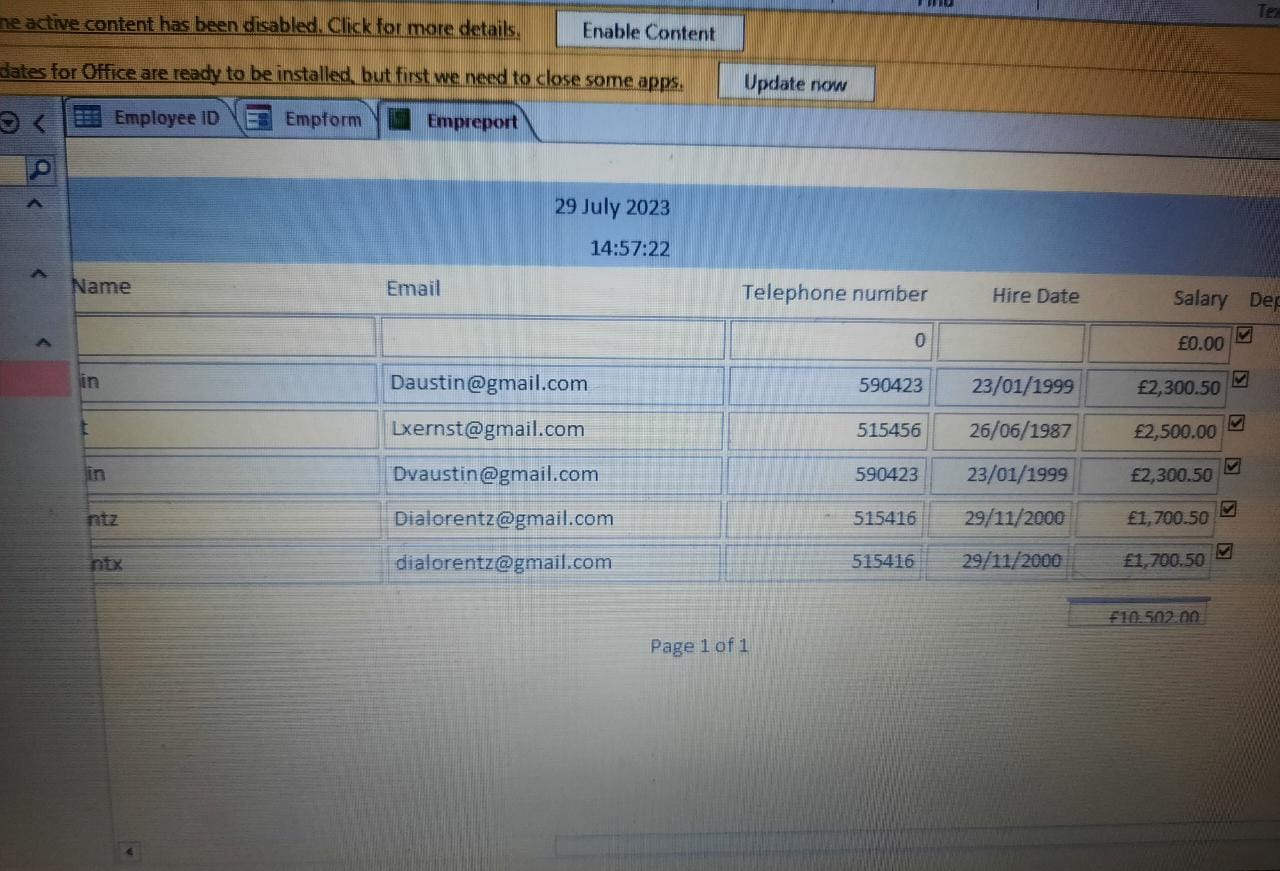 ne active content has been disabled. Click for more details. Enable Content
dates for Office are ready to be installed, but first we need to close some apps. Update now
Employee ID Empform Empreport
29 July 2023
14:57:22
Name Email Telephone number Hire Date Salary Dep
0 £0.00
in Daustin@gmail.com 590423 23/01/1999 £2,300.50
t Lxernst@gmail.com 515456 26/06/1987 £2,500.00
in Dvaustin@gmail.com 590423 23/01/1999 £2,300.50
ntz Dialorentz@gmail.com 515416 29/11/2000 £1,700.50
ntx dialorentz@gmail.com 515416 29/11/2000 £1,700.50
£10,502.00
Page 1 of 1